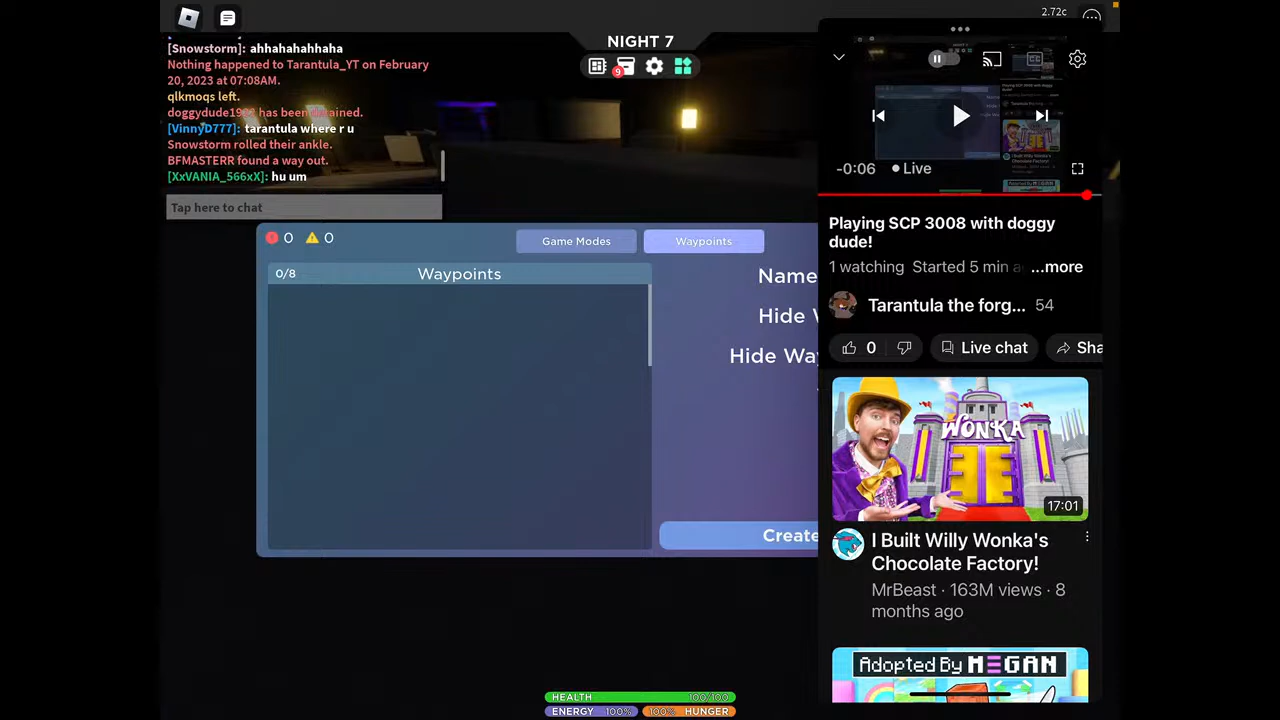 2.72c
[Snowstorm]: ahhahahahhaha
Nothing happened to Tarantula_YT on February
20, 2023 at 07:08AM.
qlkmoqs left.
[VinnyD777]: tarantula where r u
Snowstorm rolled their ankle.
BFMASTERR found a way out.
[XxVANIA_566xX]: hu um
Tap here to chat
NIGHT 7
9
0
0
Game Modes
Waypoints
0/8
Waypoints
Name
Hide
Hide Wa
Create
HEALTH 100/100
ENERGY 100%
100% HUNGER
-0:06
Live
Playing SCP 3008 with doggy
dude!
1 watching Started 5 min a ...more
Tarantula the forg... 54
0
Live chat
Sha
WONKA
17:01
I Built Willy Wonka's
Chocolate Factory!
MrBeast · 163M views · 8
months ago
Adopted By MEGAN